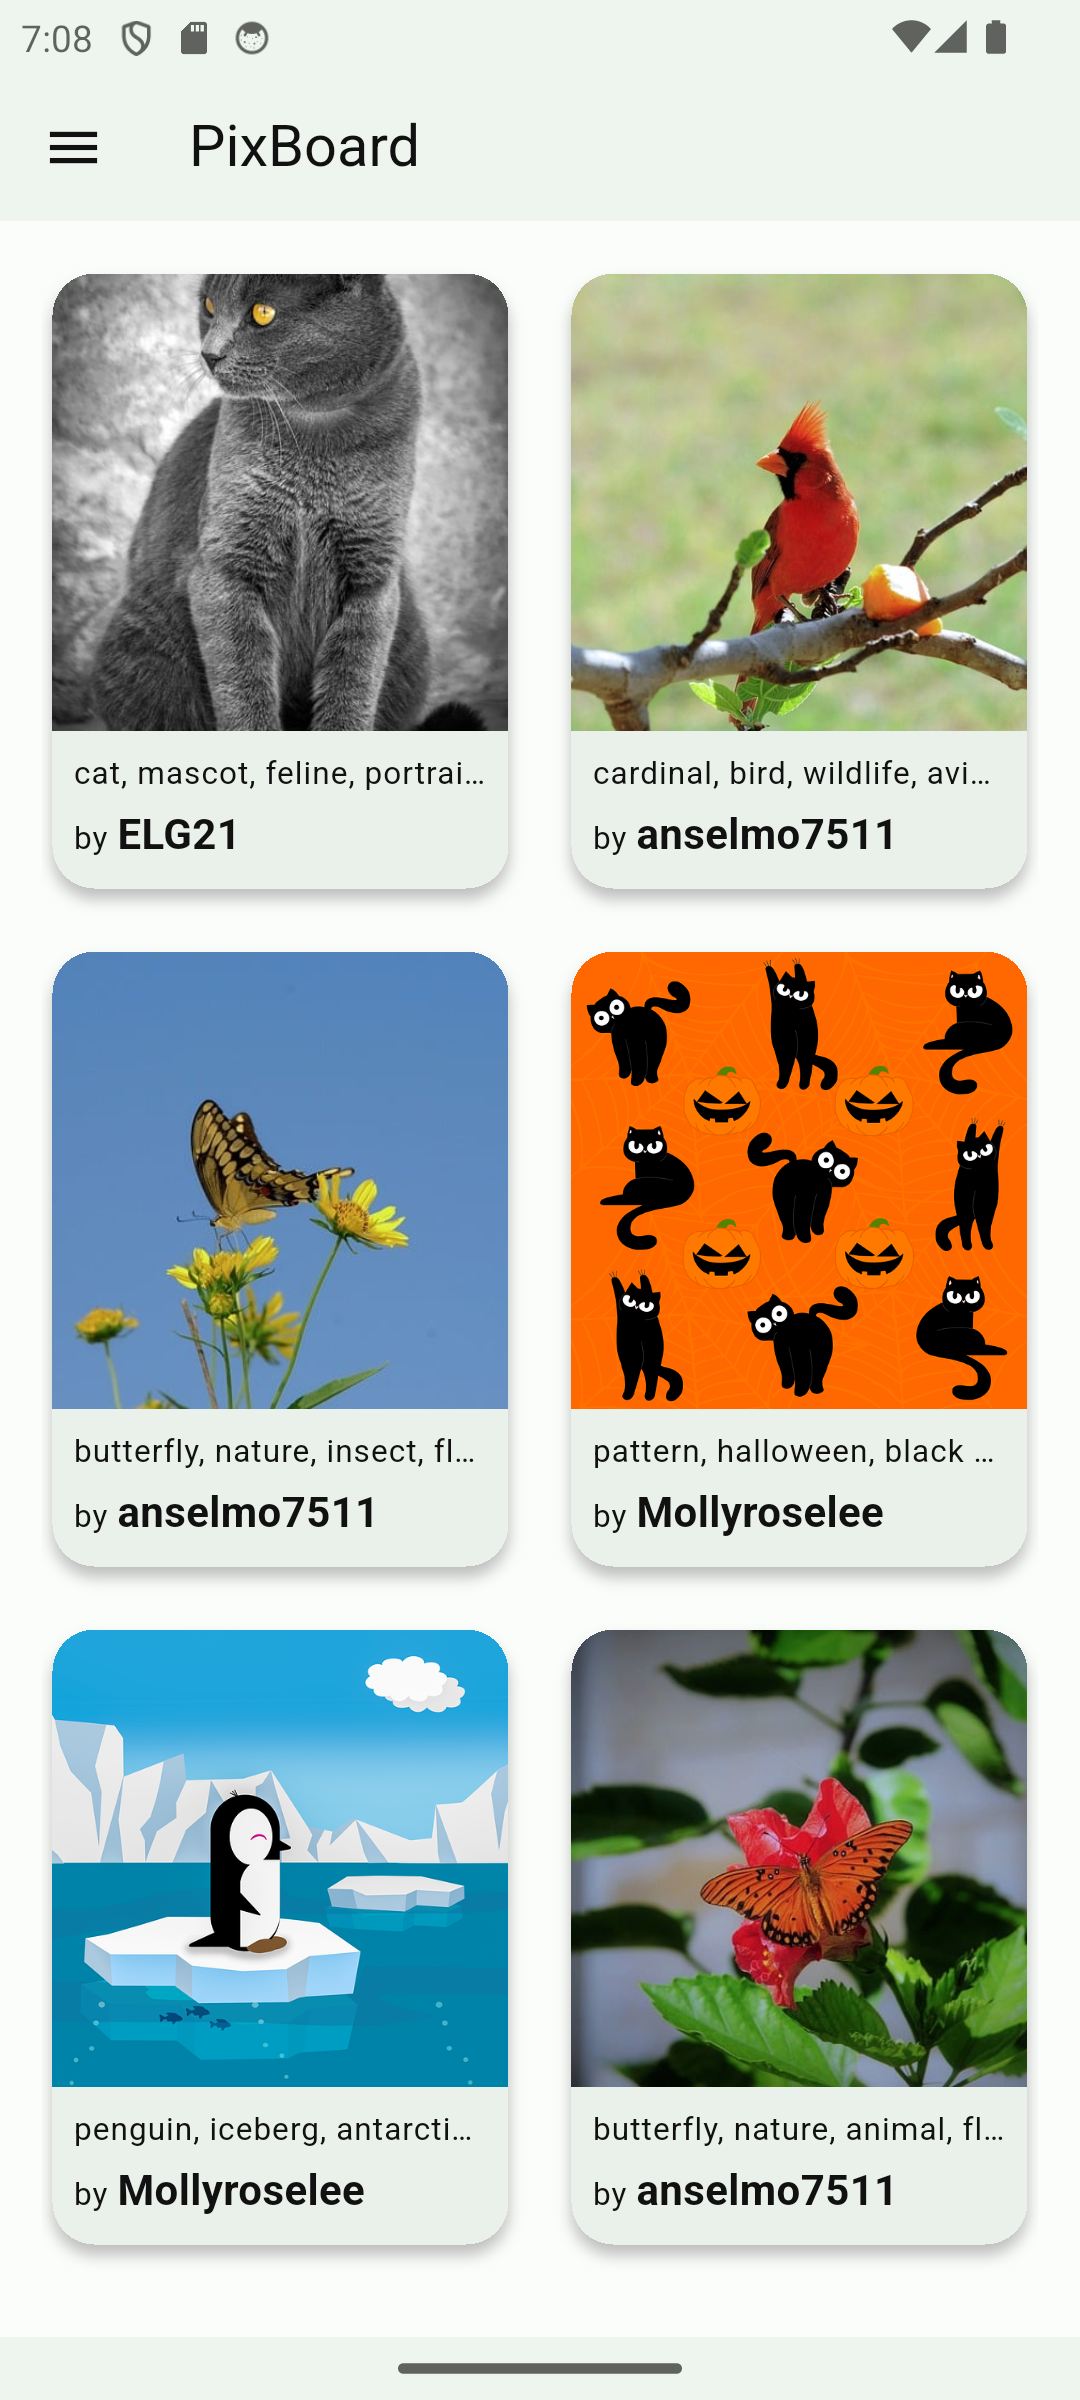 7:08
PixBoard
cat, mascot, feline, portrai...
by ELG21
cardinal, bird, wildlife, avi...
by anselmo7511
butterfly, nature, insect, fl...
by anselmo7511
pattern, halloween, black ...
by Mollyroselee
penguin, iceberg, antarcti...
by Mollyroselee
butterfly, nature, animal, fl...
by anselmo7511